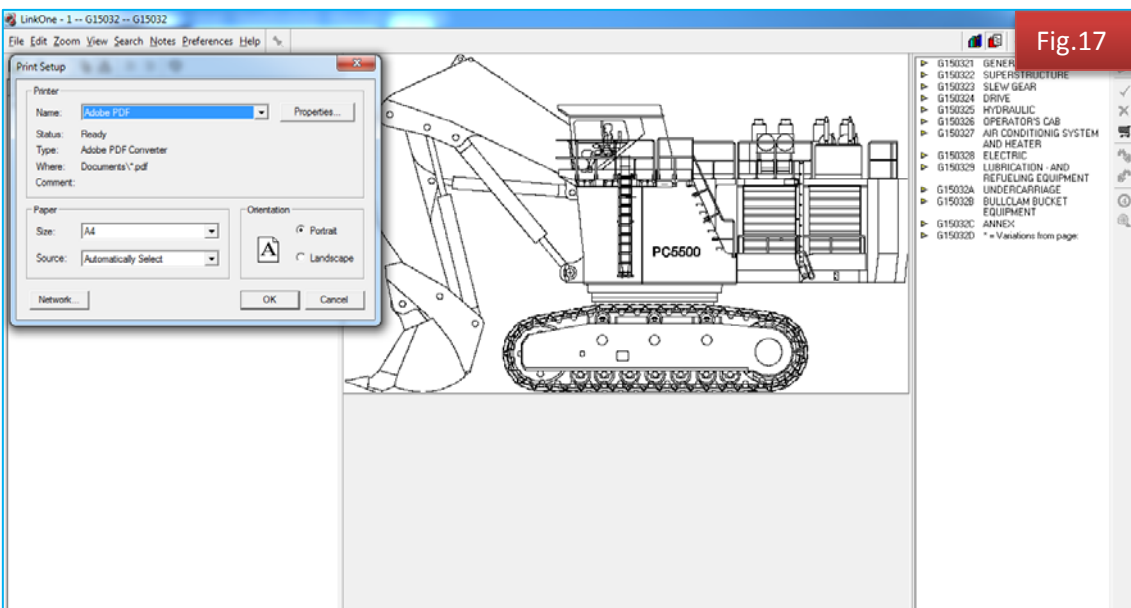 LinkOne - 1 -- G15032 -- G15032
File Edit Zoom View Search Notes Preferences Help
Fig.17
Print Setup
Printer
Name: Adobe PDF Properties...
Status: Ready
Type: Adobe PDF Converter
Where: Documents\*.pdf
Comment:
Paper
Size: A4
Source: Automatically Select
Orientation
A
Portrait
Landscape
Network... OK Cancel
PC5500
G150321
G150322 SUPERSTRUCTURE
G150323 SLEW GEAR
G150324 DRIVE
G150325 HYDRAULIC
G150326 OPERATOR'S CAB
G150327 AIR CONDITIONIG SYSTEM
AND HEATER
G150328 ELECTRIC
G150329 LUBRICATION - AND
REFUELING EQUIPMENT
G15032A UNDERCARRIAGE
G15032B BULLCLAM BUCKET
EQUIPMENT
G15032C ANNEX
G15032D * = Variations from page: